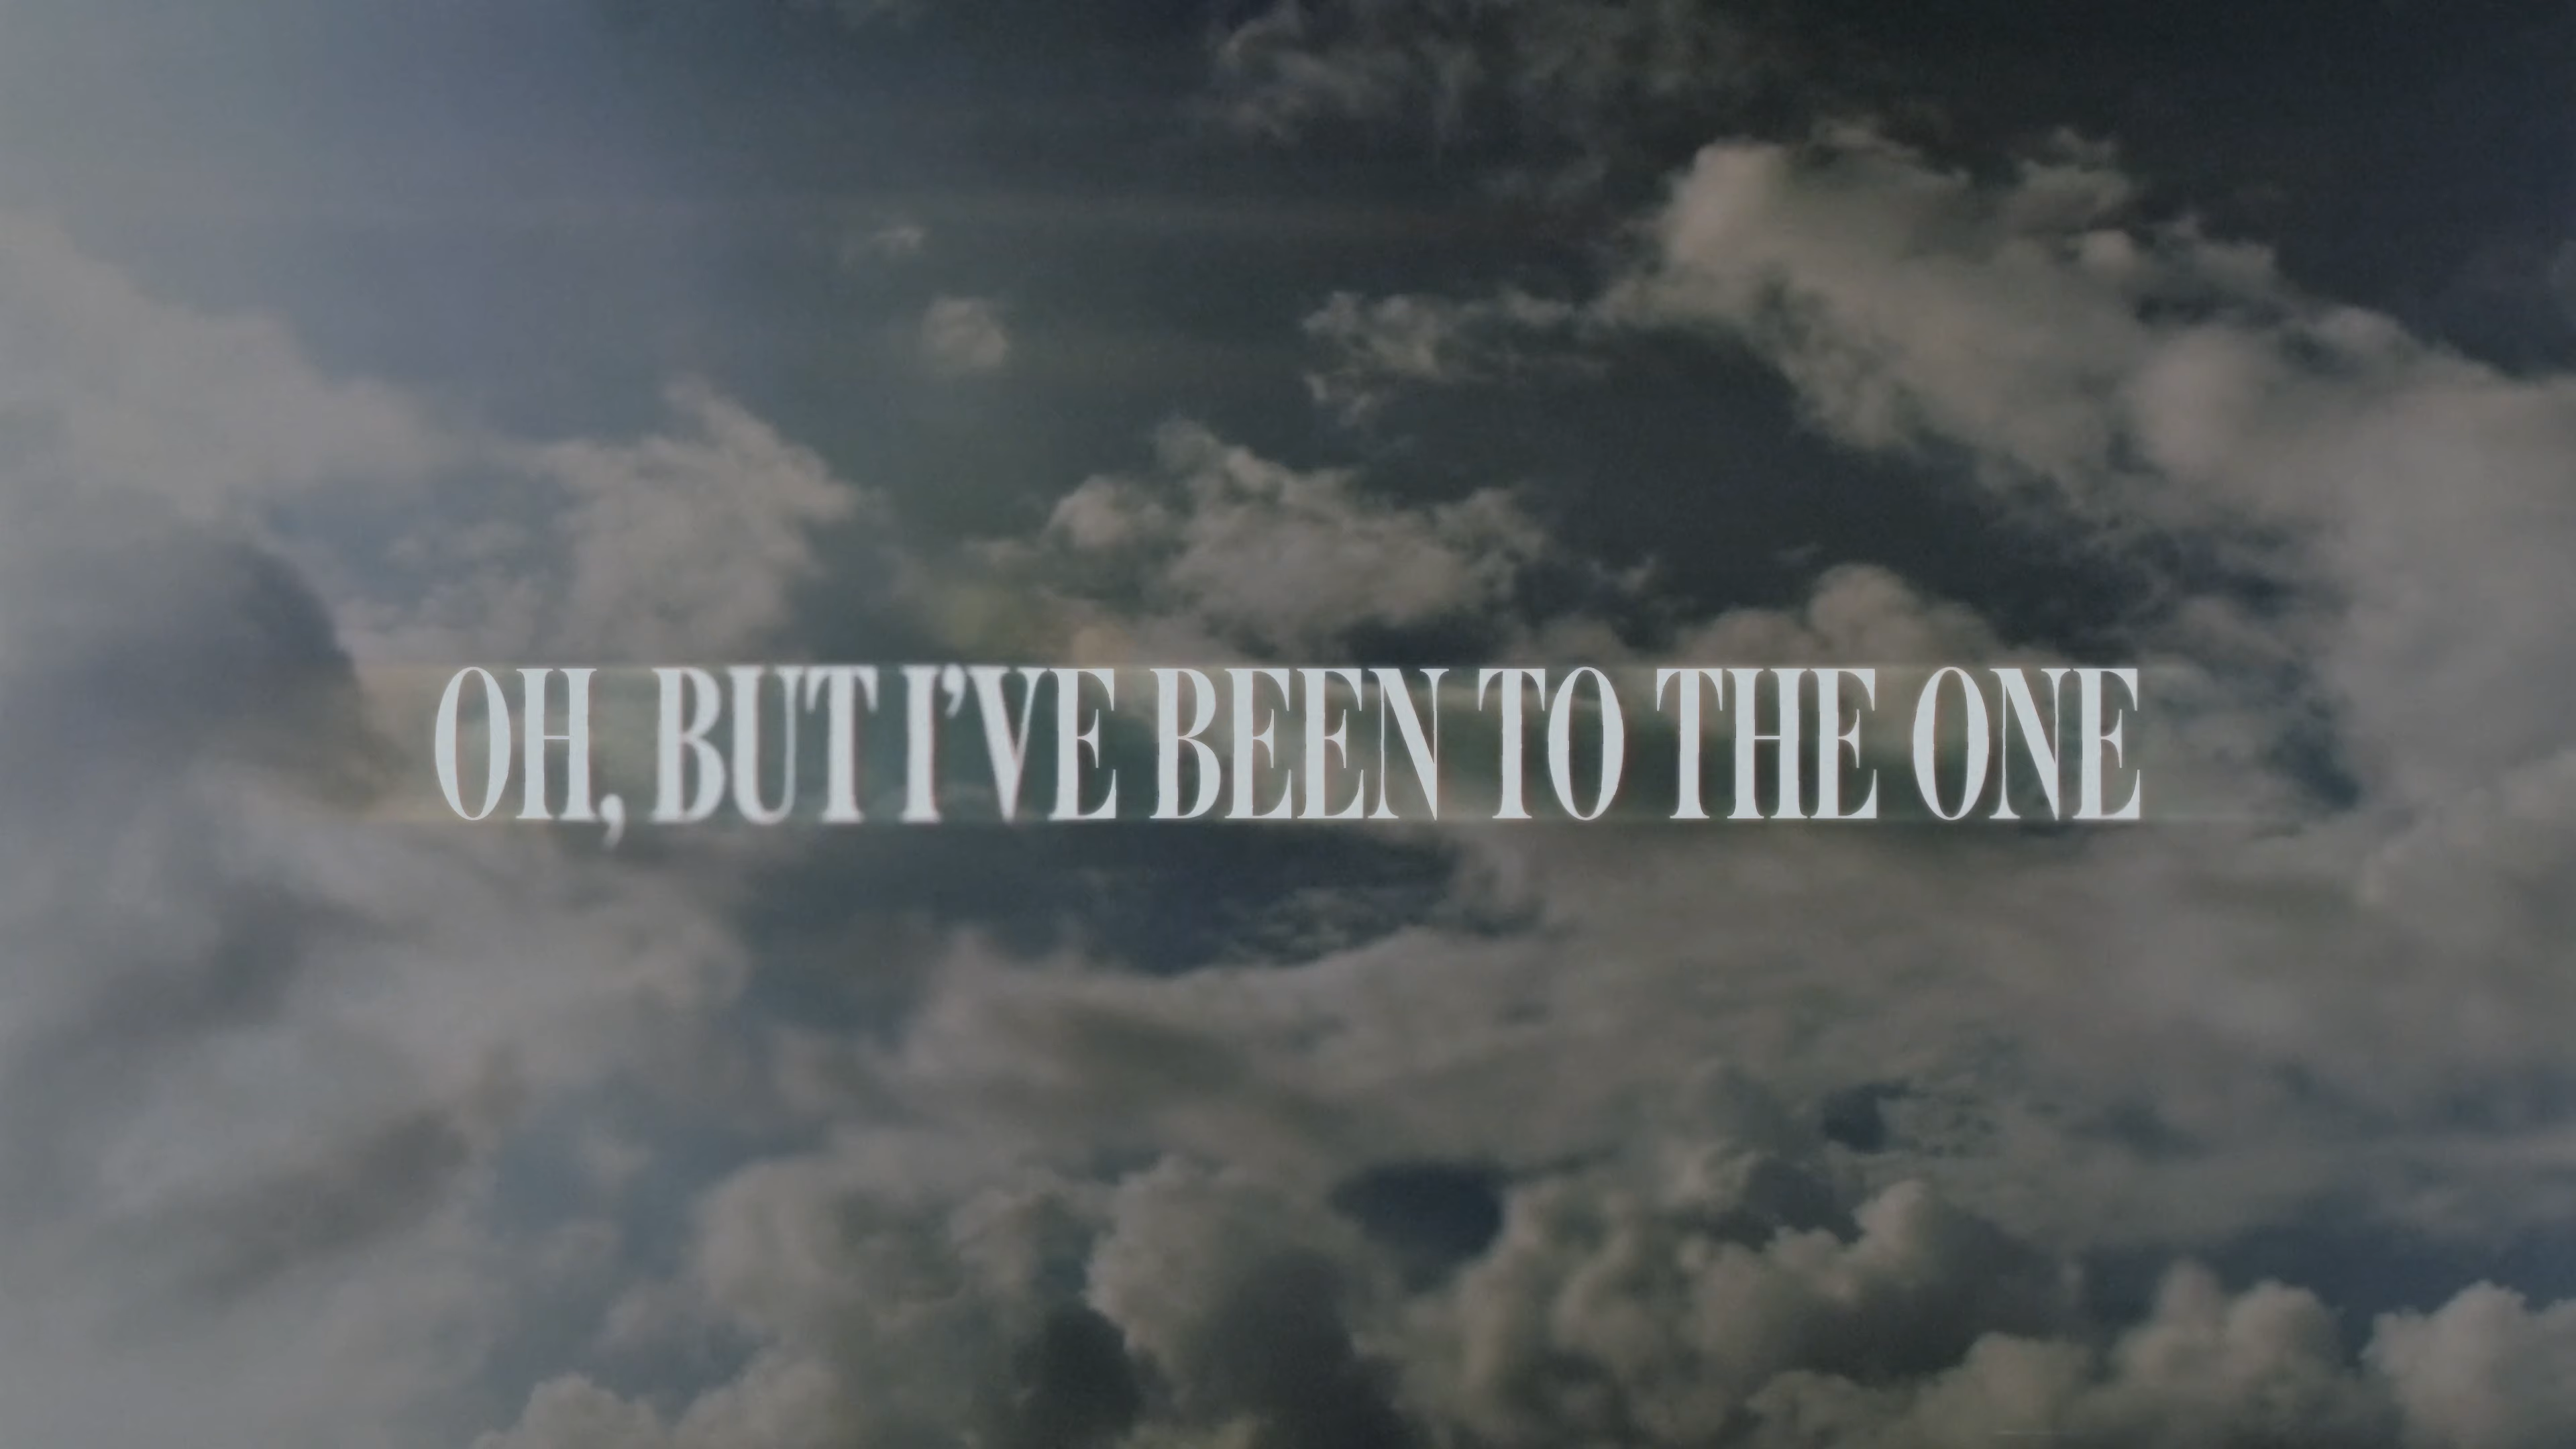 OH, BUT I’VE BEEN TO THE ONE